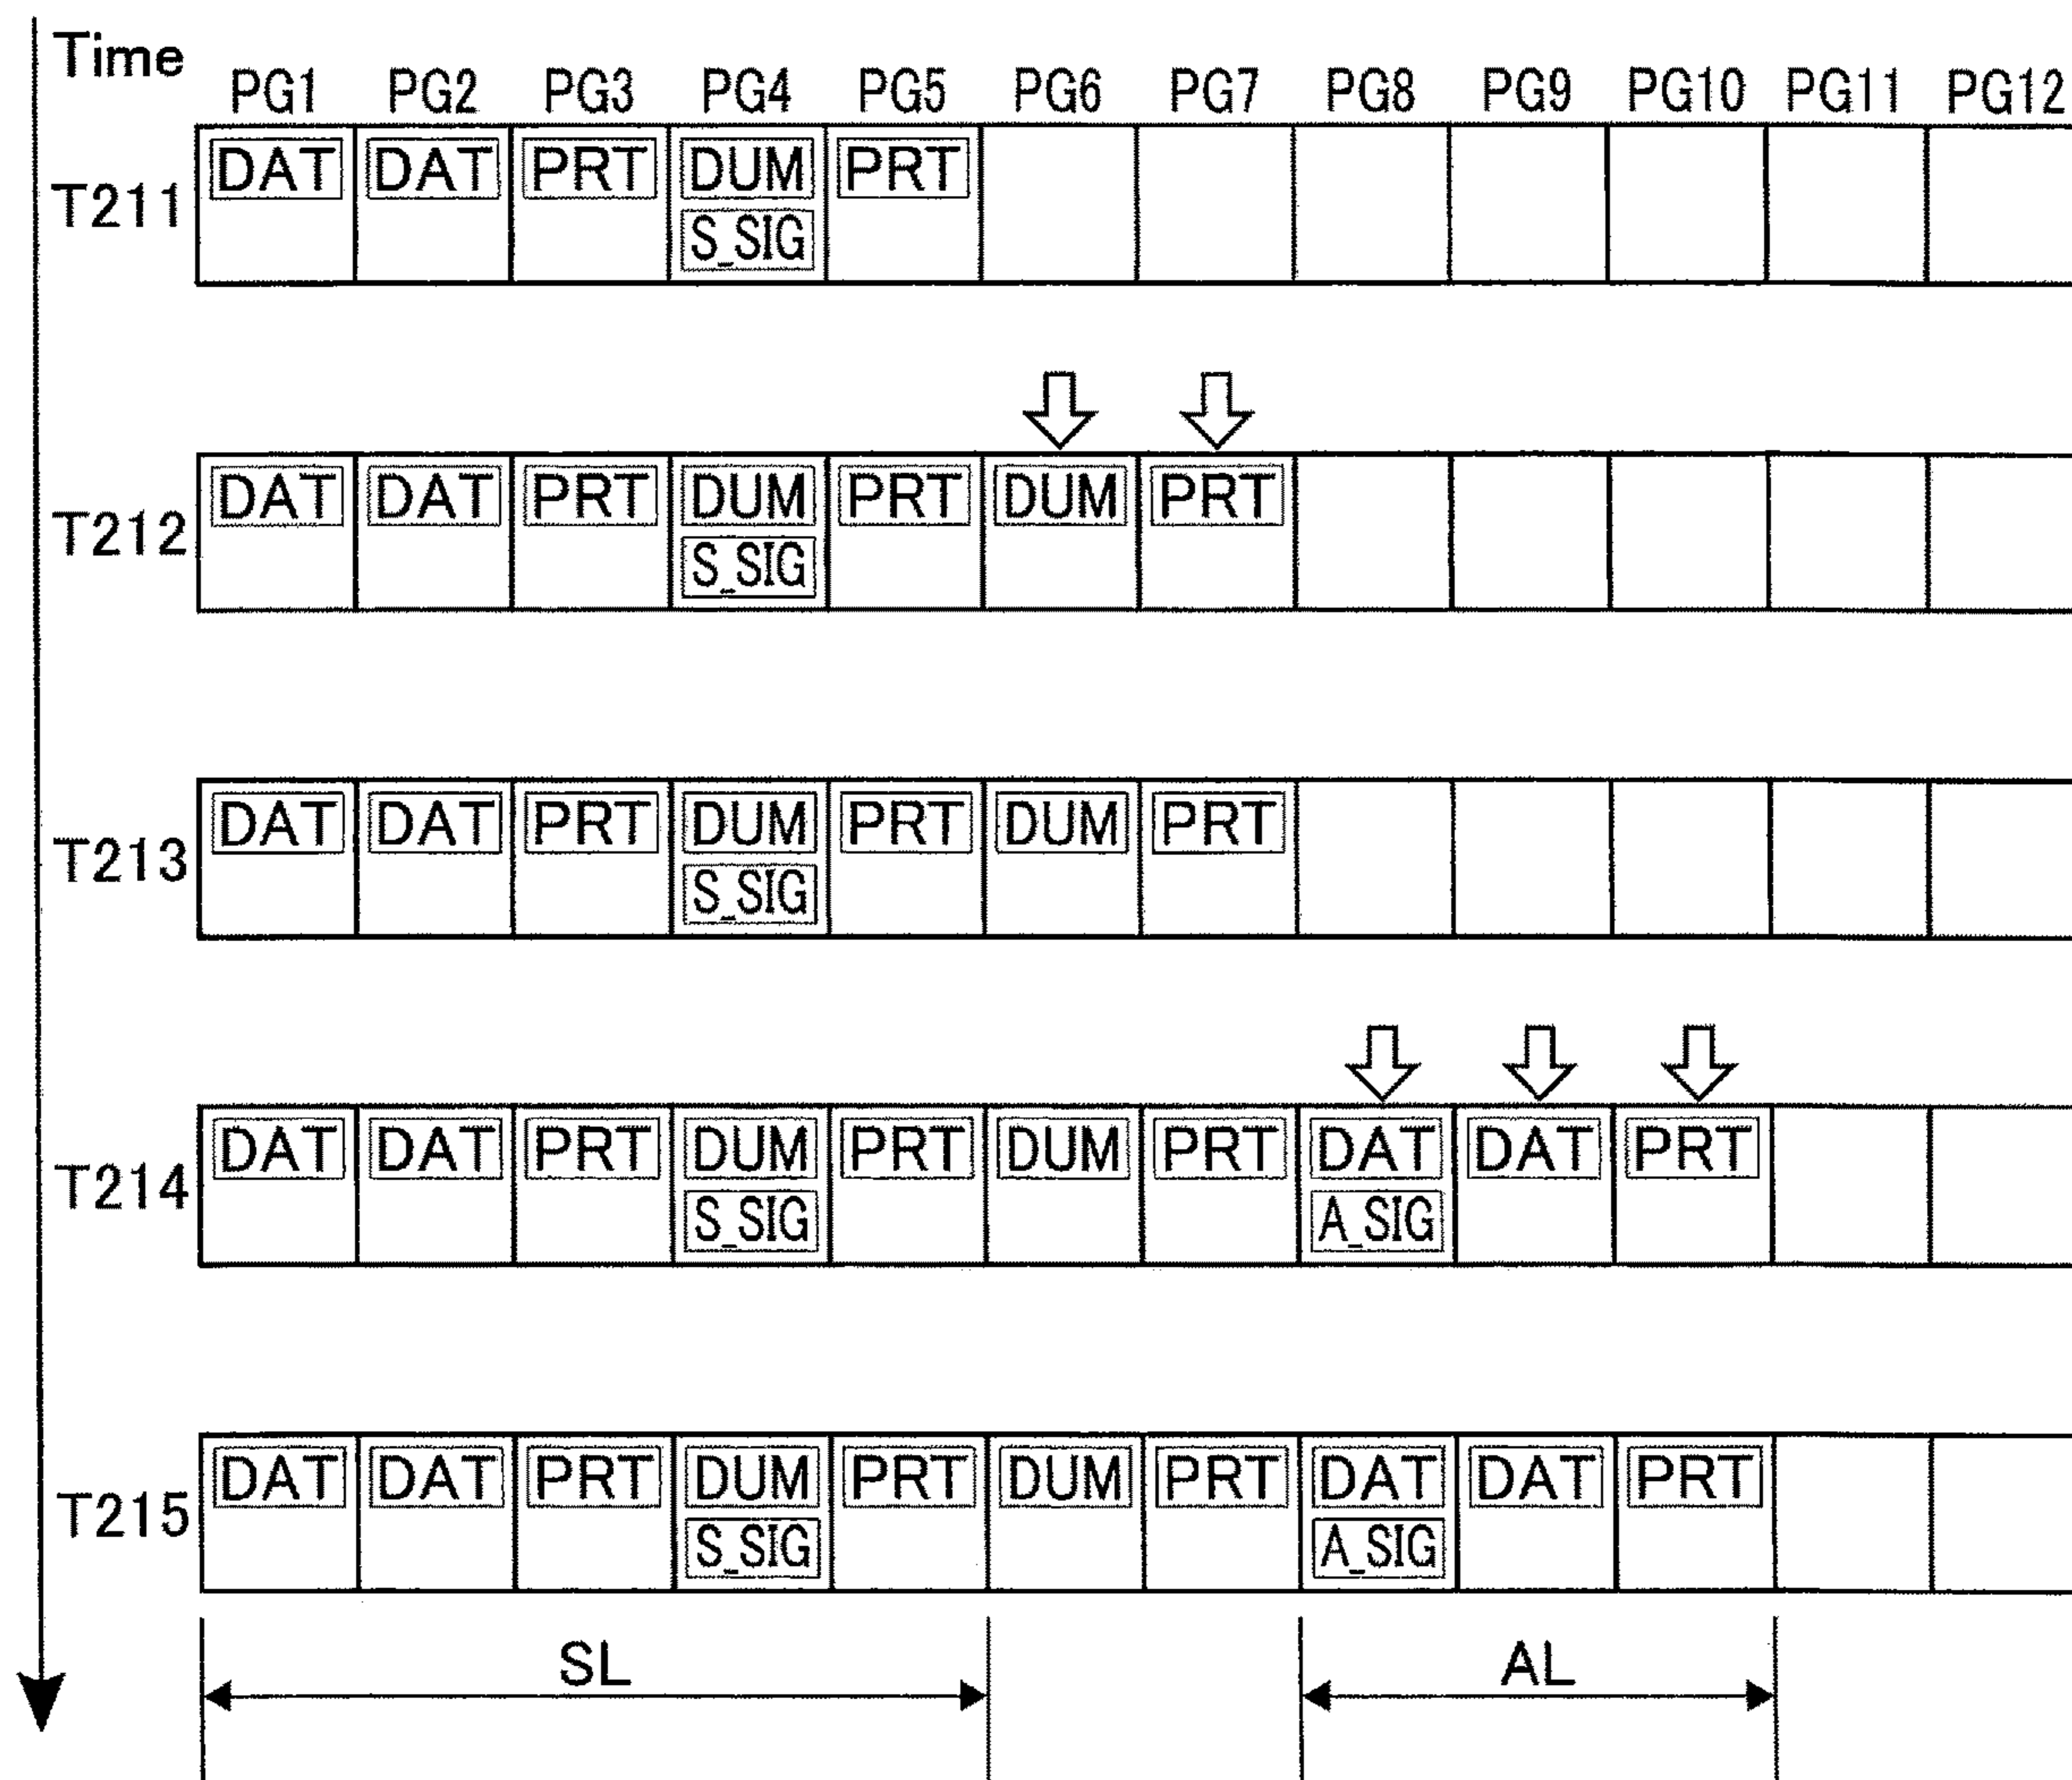 Time
PG1 PG2 PG3 PG4 PG5 PG6 PG7 PG8 PG9 PG10 PG11 PG12
T211 DAT DAT PRT DUM PRT
S_SIG
T212 DAT DAT PRT DUM PRT DUM PRT
S_SIG
T213 DAT DAT PRT DUM PRT DUM PRT
S_SIG
T214 DAT DAT PRT DUM PRT DUM PRT DAT DAT PRT
S_SIG A_SIG
T215 DAT DAT PRT DUM PRT DUM PRT DAT DAT PRT
S_SIG A_SIG
SL AL